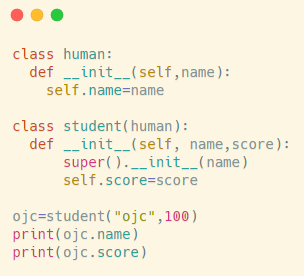 class human:
  def __init__(self,name):
    self.name=name

class student(human):
  def __init__(self, name,score):
      super().__init__(name)
      self.score=score

ojc=student("ojc",100)
print(ojc.name)
print(ojc.score)